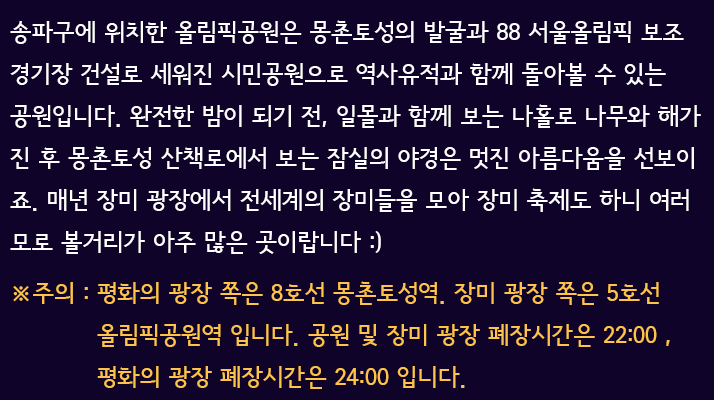 송파구에 위치한 올림픽공원은 몽촌토성의 발굴과 88 서울올림픽 보조
경기장 건설로 세워진 시민공원으로 역사유적과 함께 돌아볼 수 있는
공원입니다. 완전한 밤이 되기 전, 일몰과 함께 보는 나홀로 나무와 해가
진 후 몽촌토성 산책로에서 보는 잠실의 야경은 멋진 아름다움을 선보이
죠. 매년 장미 광장에서 전세계의 장미들을 모아 장미 축제도 하니 여러
모로 볼거리가 아주 많은 곳이랍니다 :)
※주의 : 평화의 광장 쪽은 8호선 몽촌토성역. 장미 광장 쪽은 5호선
올림픽공원역 입니다. 공원 및 장미 광장 폐장시간은 22:00 ,
평화의 광장 폐장시간은 24:00 입니다.